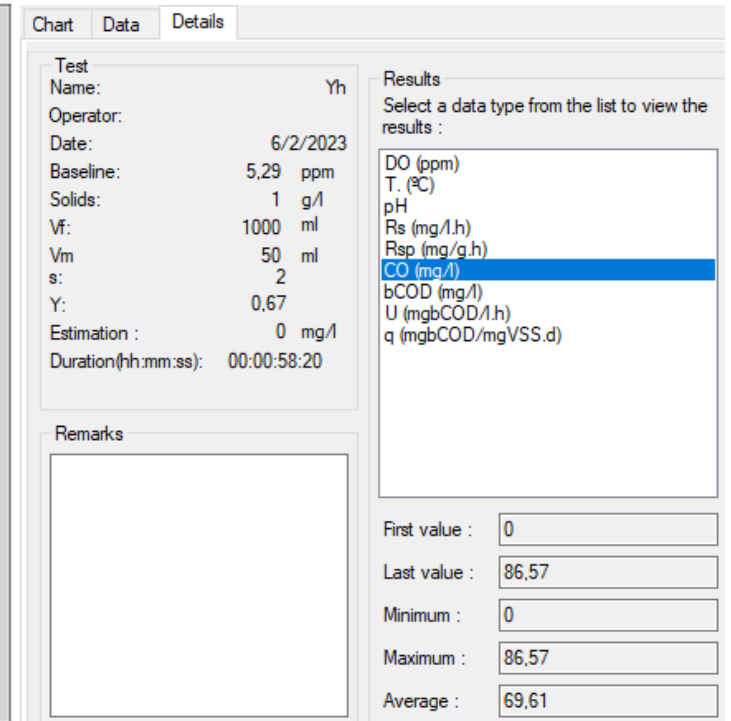 Chart Data Details
Test
Name: Yh
Operator:
Date: 6/2/2023
Baseline: 5,29 ppm
Solids: 1 g/l
Vf: 1000 ml
Vm 50 ml
s: 2
Y: 0,67
Estimation : 0 mg/l
Duration(hh:mm:ss): 00:00:58:20
Remarks
Results
Select a data type from the list to view the
results :
DO (ppm)
T. (ºC)
pH
Rs (mg/l.h)
Rsp (mg/g.h)
CO (mg/l)
bCOD (mg/l)
U (mgbCOD/l.h)
q (mgbCOD/mgVSS.d)
First value : 0
Last value : 86,57
Minimum : 0
Maximum : 86,57
Average : 69,61